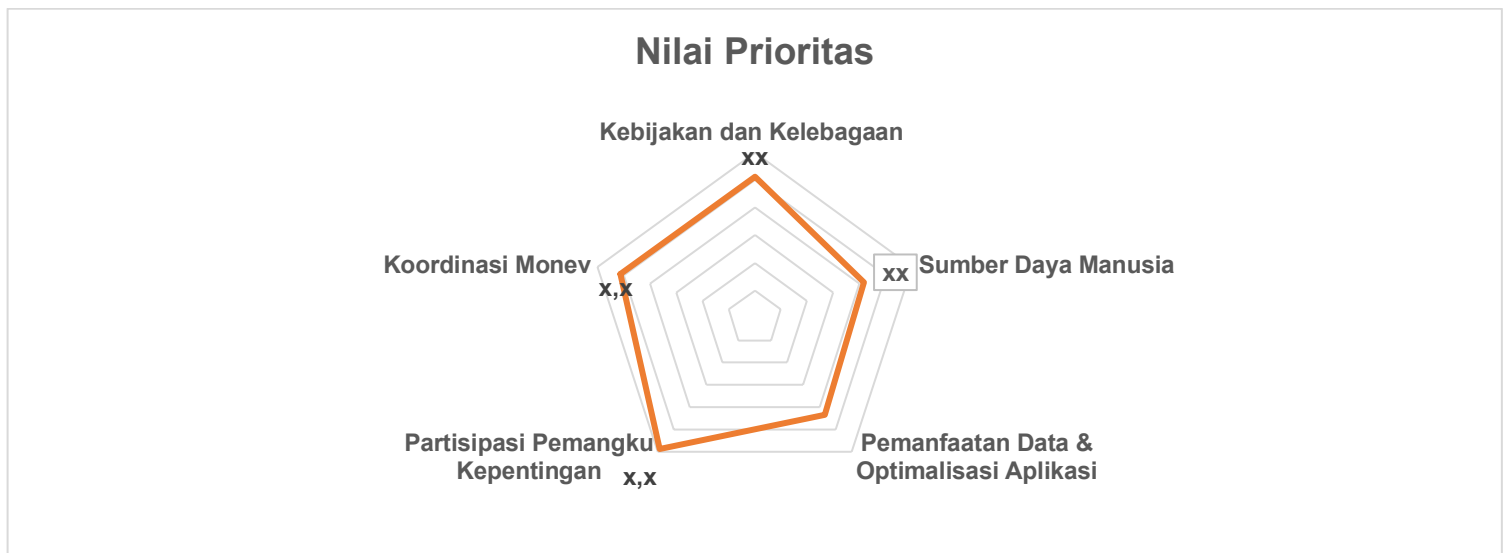 Nilai Prioritas
Kebijakan dan Kelebagaan
xx
Sumber Daya Manusia
xx
Pemanfaatan Data &
Optimalisasi Aplikasi
Partisipasi Pemangku
Kepentingan
x,x
Koordinasi Monev
x,x